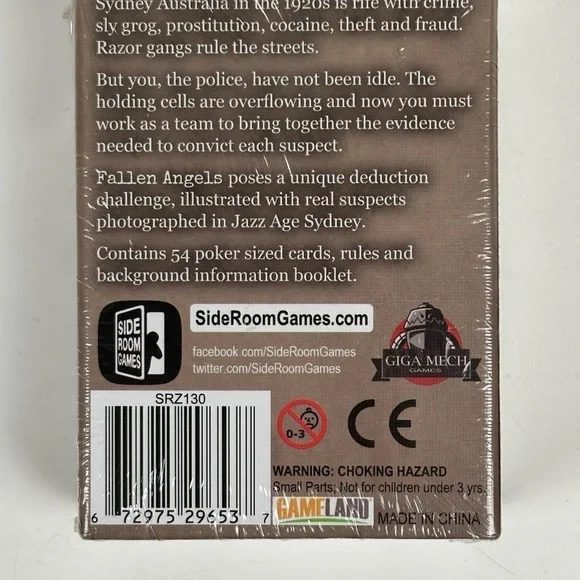 Sydney Australia in the 1920s is rife with crime,
sly grog, prostitution, cocaine, theft and fraud.
Razor gangs rule the streets.
But you, the police, have not been idle. The
holding cells are overflowing and now you must
work as a team to bring together the evidence
needed to convict each suspect.
Fallen Angels poses a unique deduction
challenge, illustrated with real suspects
photographed in Jazz Age Sydney.
Contains 54 poker sized cards, rules and
background information booklet.
SIDE
ROOM
GAMES
SideRoomGames.com
facebook.com/SideRoomGames
twitter.com/SideRoomGames
GIGA MECH
GAMES
SRZ130
6 72975 29653 7
0-3
CE
WARNING: CHOKING HAZARD
Small Parts; Not for children under 3 yrs.
GAMELAND MADE IN CHINA